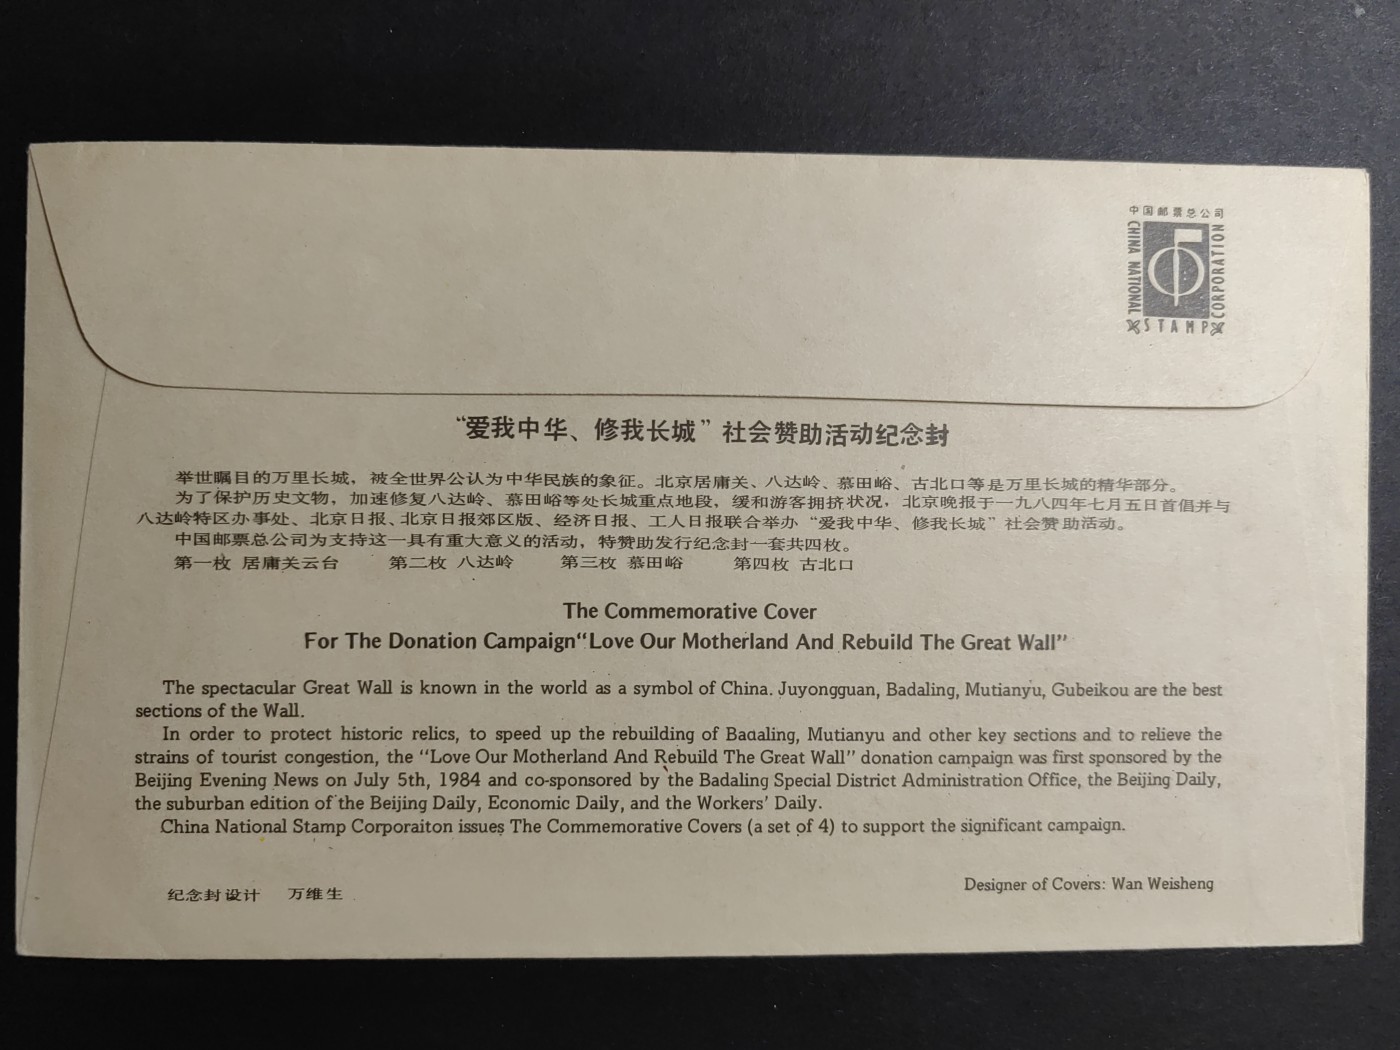 中国邮票总公司
CHINA NATIONAL
STAMP
CORPORATION
“爱我中华、修我长城”社会赞助活动纪念封
举世瞩目的万里长城，被全世界公认为中华民族的象征。北京居庸关、八达岭、慕田峪、古北口等是万里长城的精华部分。
为了保护历史文物，加速修复八达岭、慕田峪等处长城重点地段，缓和游客拥挤状况，北京晚报于一九八四年七月五日首倡并与
八达岭特区办事处、北京日报、北京日报郊区版、经济日报、工人日报联合举办“爱我中华、修我长城”社会赞助活动。
中国邮票总公司为支持这一具有重大意义的活动，特赞助发行纪念封一套共四枚。
第一枚 居庸关云台 第二枚 八达岭 第三枚 慕田峪 第四枚 古北口
The Commemorative Cover
For The Donation Campaign“Love Our Motherland And Rebuild The Great Wall”
The spectacular Great Wall is known in the world as a symbol of China. Juyongguan, Badaling, Mutianyu, Gubeikou are the best
sections of the Wall.
In order to protect historic relics, to speed up the rebuilding of Badaling, Mutianyu and other key sections and to relieve the
strains of tourist congestion, the “Love Our Motherland And Rebuild The Great Wall” donation campaign was first sponsored by the
Beijing Evening News on July 5th, 1984 and co-sponsored by the Badaling Special District Administration Office, the Beijing Daily,
the suburban edition of the Beijing Daily, Economic Daily, and the Workers’ Daily.
China National Stamp Corporaiton issues The Commemorative Covers (a set of 4) to support the significant campaign.
纪念封设计 万维生
Designer of Covers: Wan Weisheng